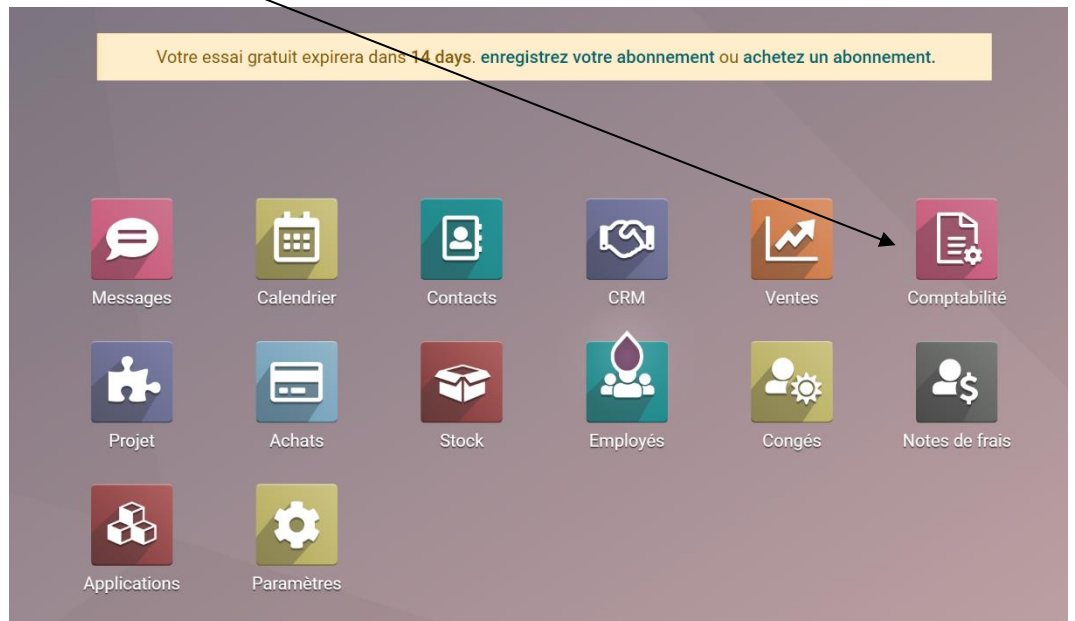 Votre essai gratuit expirera dans 14 days. enregistrez votre abonnement ou achetez un abonnement.
Messages Calendrier Contacts CRM Ventes Comptabilité
Projet Achats Stock Employés Congés Notes de frais
Applications Paramètres